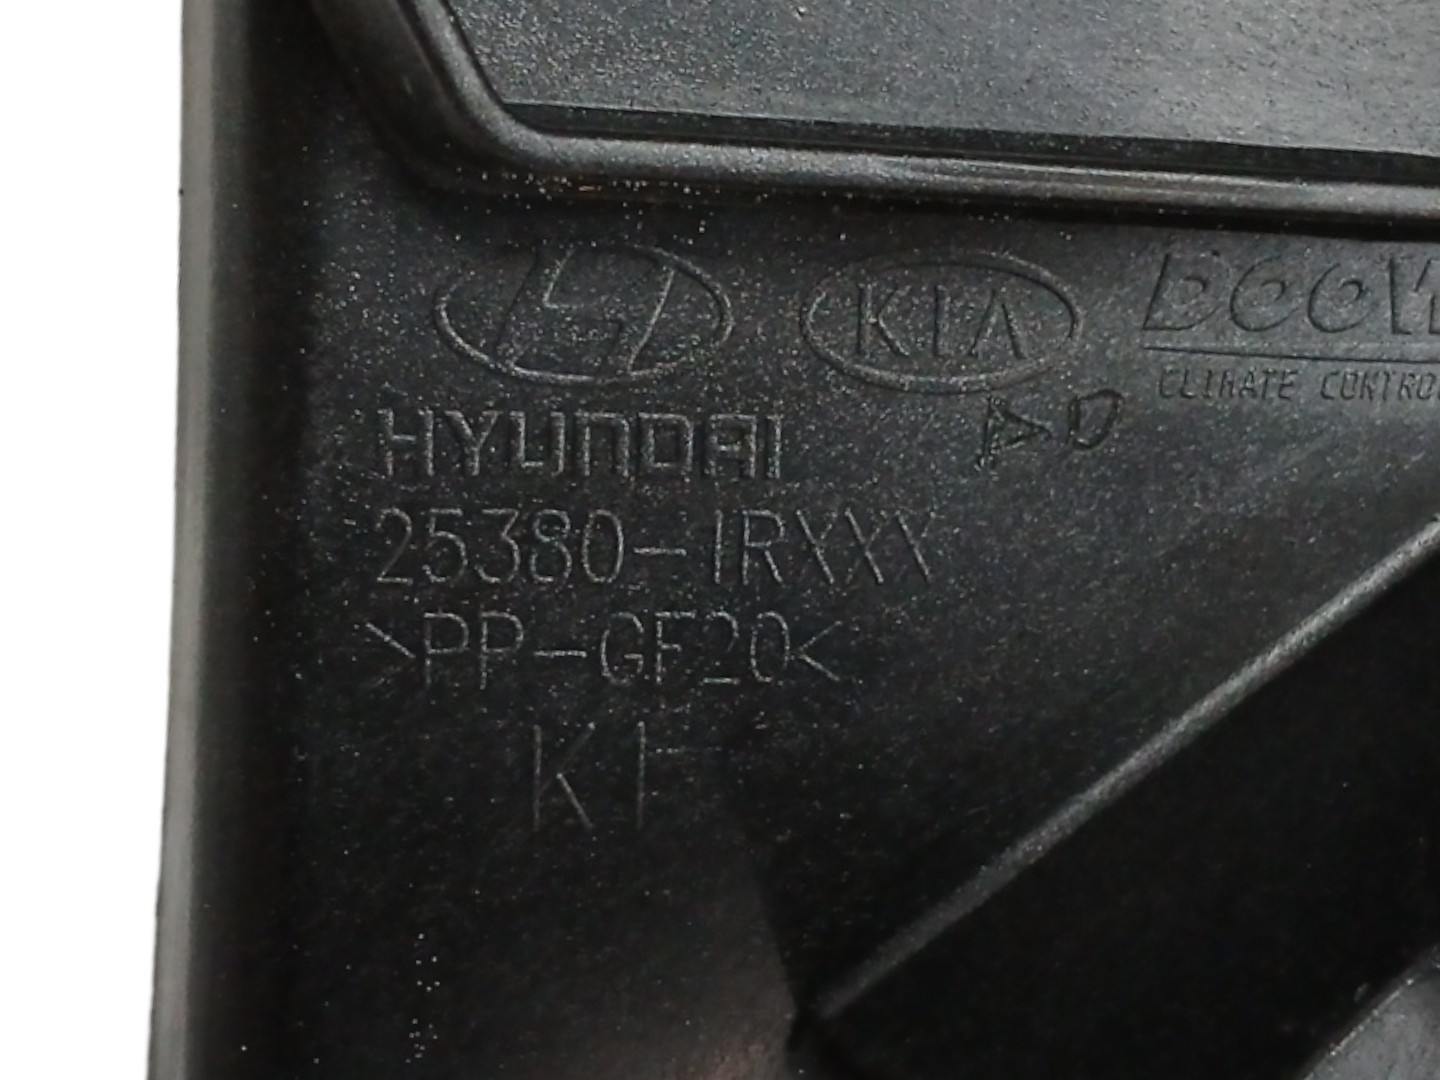 KIA
CLIMATE CONTRO
HYUNDAI
25380-1RXXX
>PP-GF20<